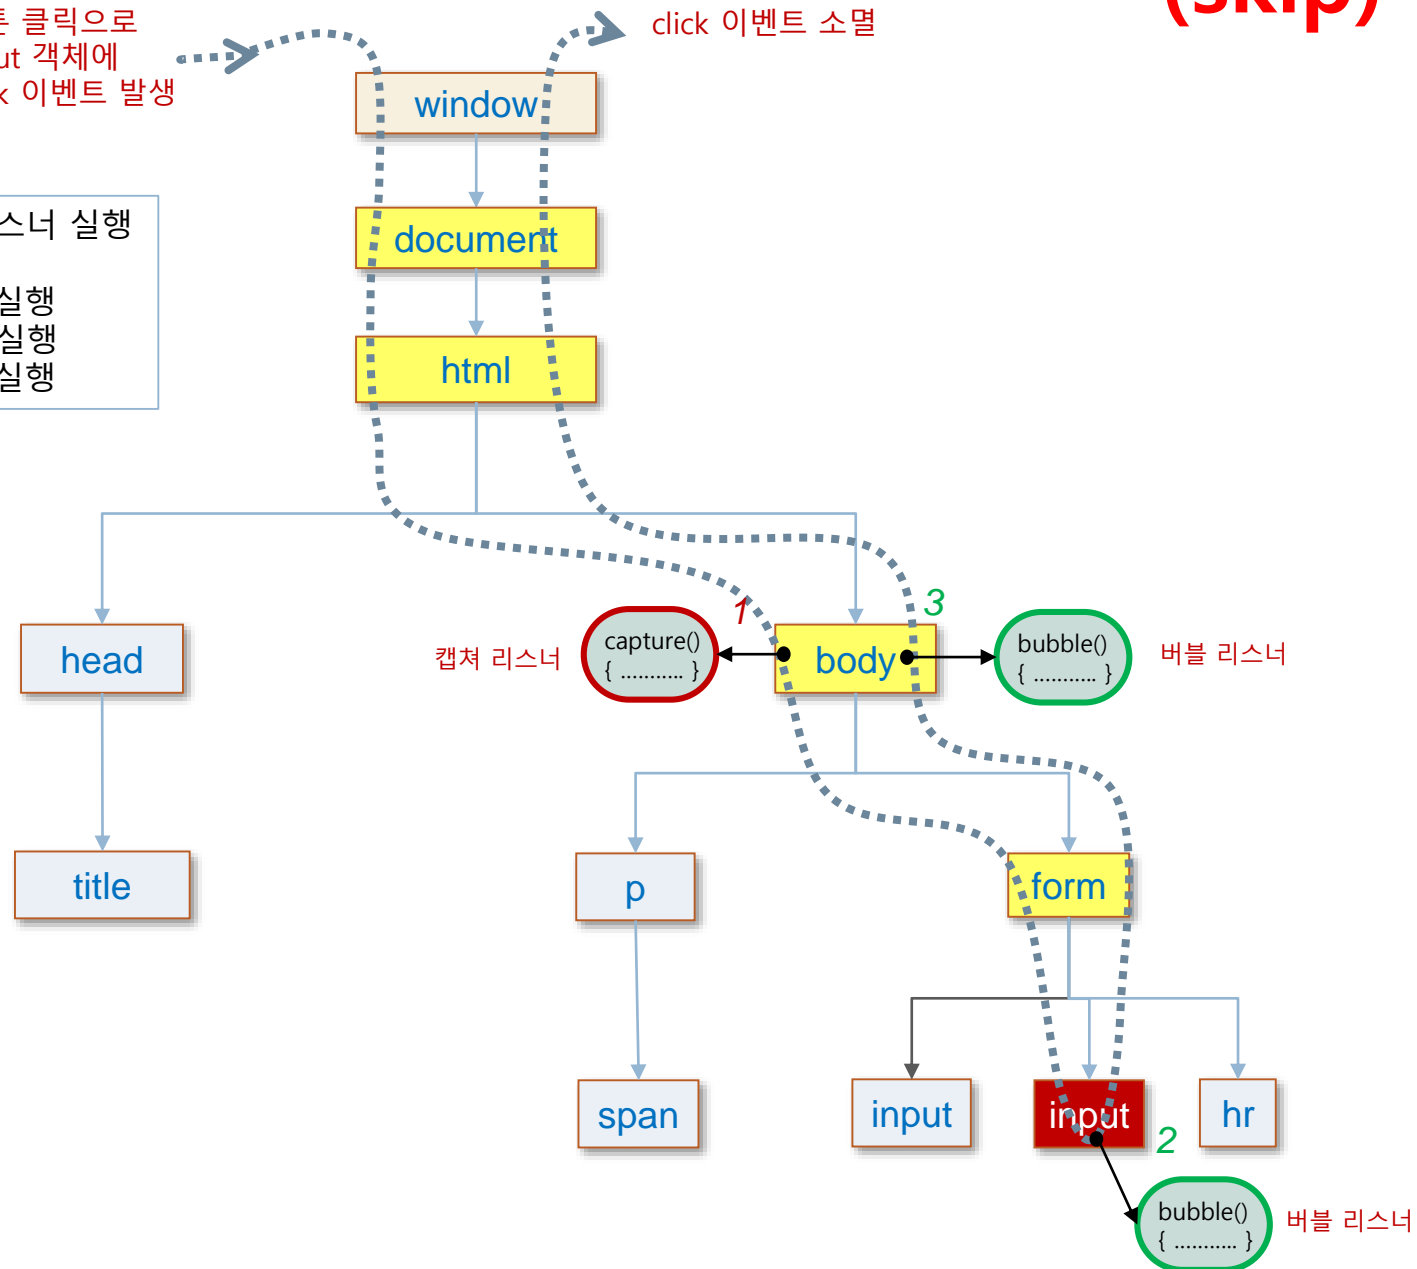 (skip)
클릭으로
객체에
이벤트 발생
click 이벤트 소멸
window
스너 실행
document
실행
실행
실행
html
1
3
head
캡쳐 리스너
capture()
{ ........... }
body
bubble()
{ ........... }
버블 리스너
title
p
form
span
input
input
hr
2
bubble()
{ ........... }
버블 리스너